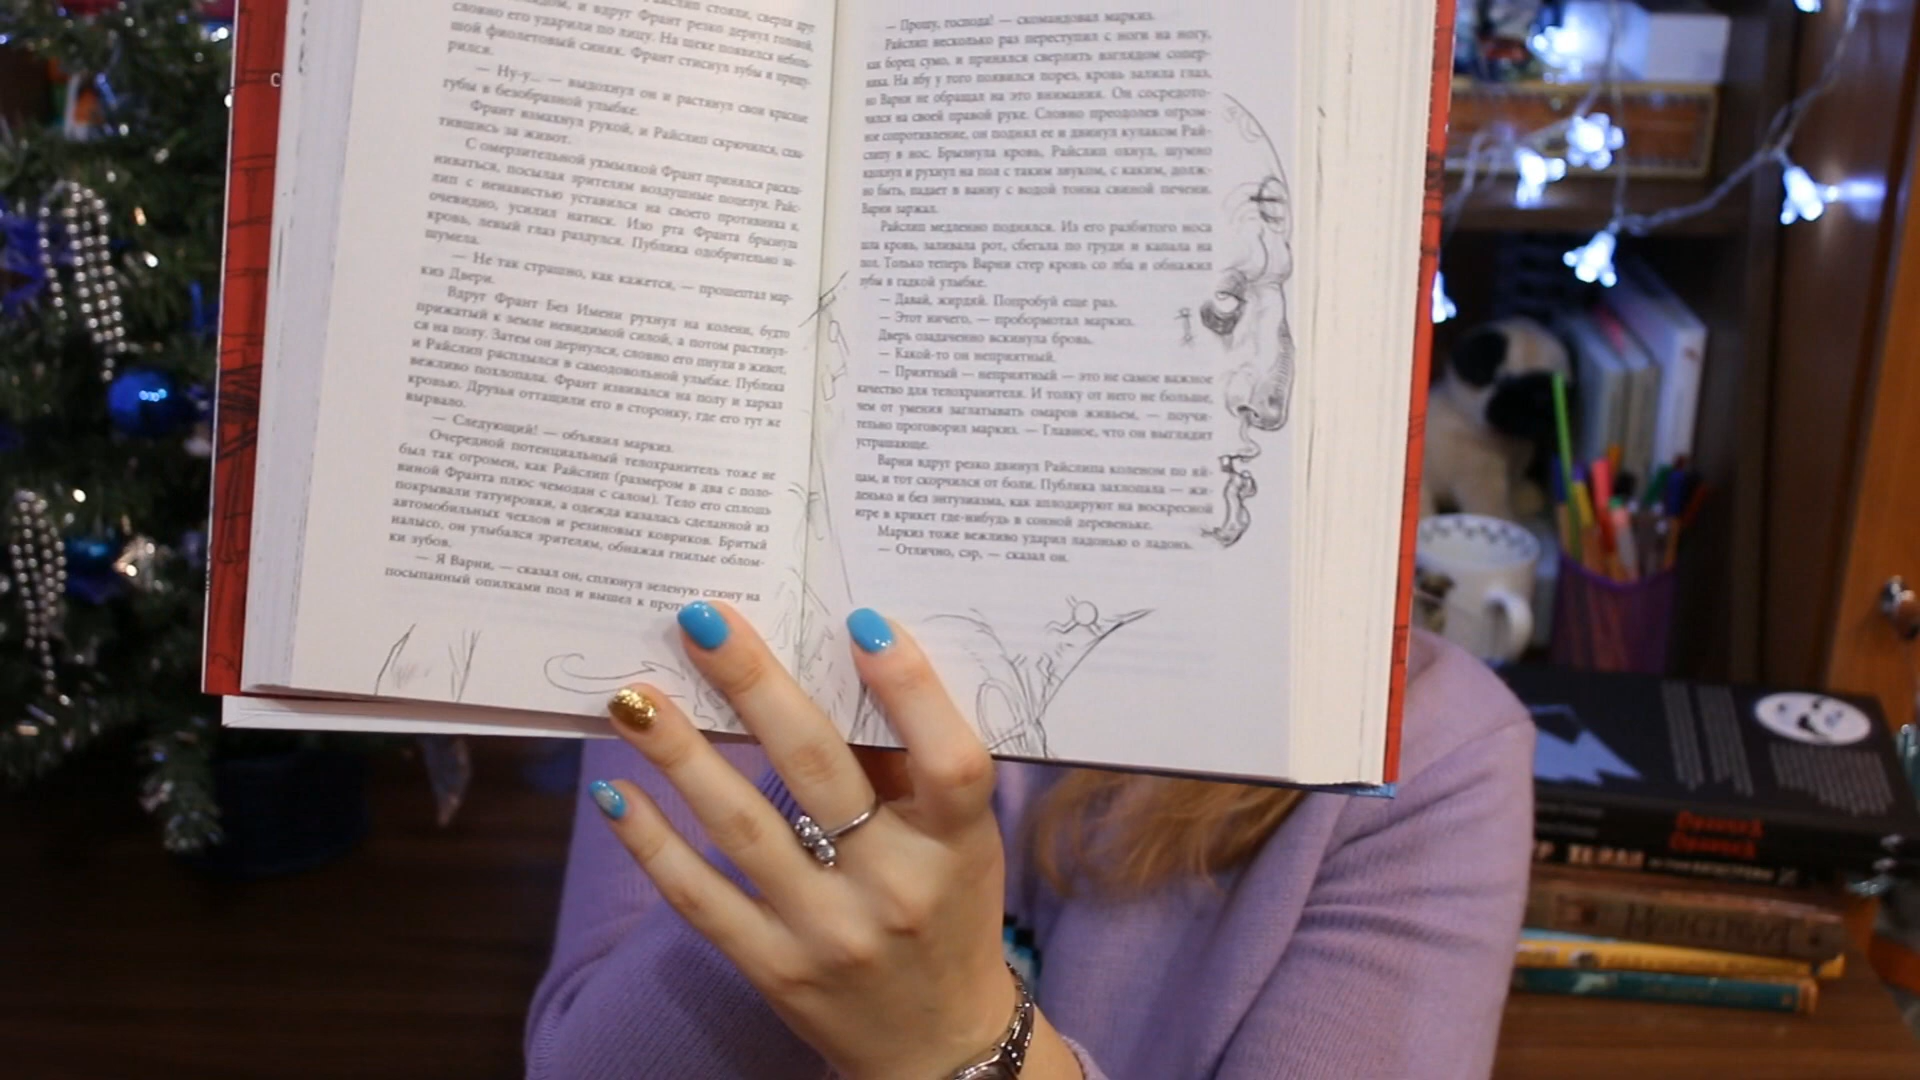 стояли, сверля друг
и вдруг Франт резко дернул головой,
словно его ударили по лицу. На щеке появился неболь-
шой фиолетовый синяк. Франт стиснул зубы и прищу-
рился.
— Ну-у... — выдохнул он и растянул свои красные
губы в безобразной улыбке.
Франт взмахнул рукой, и Райслип скрючился, схва-
тившись за живот.
С омерзительной ухмылкой Франт принялся раскла-
ниваться, посылая зрителям воздушные поцелуи. Райс-
лип с ненавистью уставился на своего противника и,
очевидно, усилил натиск. Изо рта Франта брызнула
кровь, левый глаз раздулся. Публика одобрительно за-
шумела.
— Не так страшно, как кажется, — прошептал мар-
киз Двери.
Вдруг Франт Без Имени рухнул на колени, будто
прижатый к земле невидимой силой, а потом растянул-
ся на полу. Затем он дернулся, словно его пнули в живот,
и Райслип расплылся в самодовольной улыбке. Публика
вежливо похлопала. Франт извивался на полу и харкал
кровью. Друзья оттащили его в сторонку, где его тут же
вырвало.
— Следующий! — объявил маркиз.
Очередной потенциальный телохранитель тоже не
был так огромен, как Райслип (размером в два с поло-
виной Франта плюс чемодан с салом). Тело его сплошь
покрывали татуировки, а одежда казалась сделанной из
автомобильных чехлов и резиновых ковриков. Бритый
налысо, он улыбался зрителям, обнажая гнилые облом-
ки зубов.
— Я Варни, — сказал он, сплюнул зеленую слюну на
посыпанный опилками пол и вышел к
— Прошу, господа! — скомандовал маркиз.
Райслип несколько раз переступил с ноги на ногу,
как борец сумо, и принялся сверлить взглядом сопер-
ника. На лбу у того появился порез, кровь залила глаз,
но Варни не обращал на это внимания. Он сосредото-
чился на своей правой руке. Словно преодолев огром-
ное сопротивление, он поднял ее и двинул кулаком Рай-
слипу в нос. Брызнула кровь, Райслип охнул, шумно
вдохнул и рухнул на пол с таким звуком, с каким, долж-
но быть, падает в ванну с водой тонна свиной печени.
Варни заржал.
Райслип медленно поднялся. Из его разбитого носа
шла кровь, заливала рот, сбегала по груди и капала на
пол. Только теперь Варни стер кровь со лба и обнажил
зубы в гадкой улыбке.
— Давай, жирдяй. Попробуй еще раз.
— Этот ничего, — пробормотал маркиз.
Дверь озадаченно вскинула бровь.
— Какой-то он неприятный.
— Приятный — неприятный — это не самое важное
качество для телохранителя. И толку от него не больше,
чем от умения заглатывать омаров живьем, — поучи-
тельно проговорил маркиз. — Главное, что он выглядит
устрашающе.
Варни вдруг резко двинул Райслипа коленом по яй-
цам, и тот скорчился от боли. Публика захлопала — жи-
денько и без энтузиазма, как аплодируют на воскресной
игре в крикет где-нибудь в сонной деревеньке.
Маркиз тоже вежливо ударил ладонью о ладонь.
— Отлично, сэр, — сказал он.